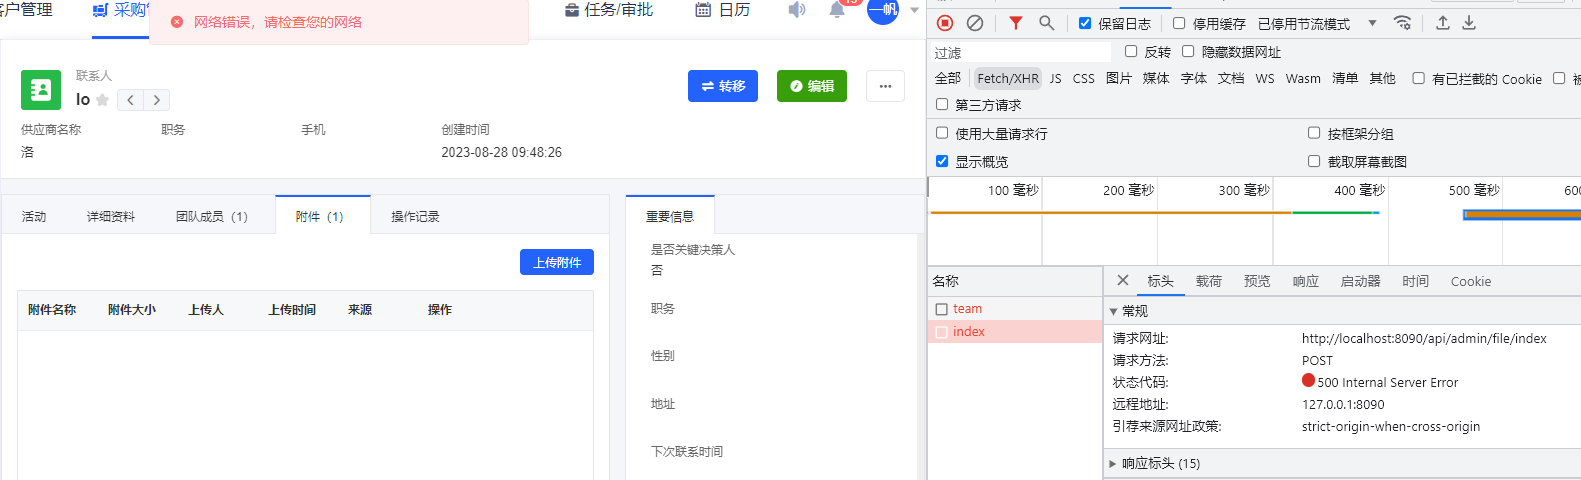 客户管理
采购管
网络错误，请检查您的网络
任务/审批
日历
一帆
联系人
lo
转移
编辑
供应商名称 职务 手机 创建时间
洛 2023-08-28 09:48:26
活动 详细资料 团队成员（1） 附件（1） 操作记录
上传附件
附件名称 附件大小 上传人 上传时间 来源 操作
重要信息
是否关键决策人
否
职务
性别
地址
下次联系时间
保留日志 停用缓存 已停用节流模式
过滤 反转 隐藏数据网址
全部 Fetch/XHR JS CSS 图片 媒体 字体 文档 WS Wasm 清单 其他 有已拦截的 Cookie
第三方请求
使用大量请求行 按框架分组
显示概览 截取屏幕截图
100 毫秒 200 毫秒 300 毫秒 400 毫秒 500 毫秒
名称
team
index
标头 载荷 预览 响应 启动器 时间 Cookie
常规
请求网址: http://localhost:8090/api/admin/file/index
请求方法: POST
状态代码: 500 Internal Server Error
远程地址: 127.0.0.1:8090
引荐来源网址政策: strict-origin-when-cross-origin
响应标头 (15)